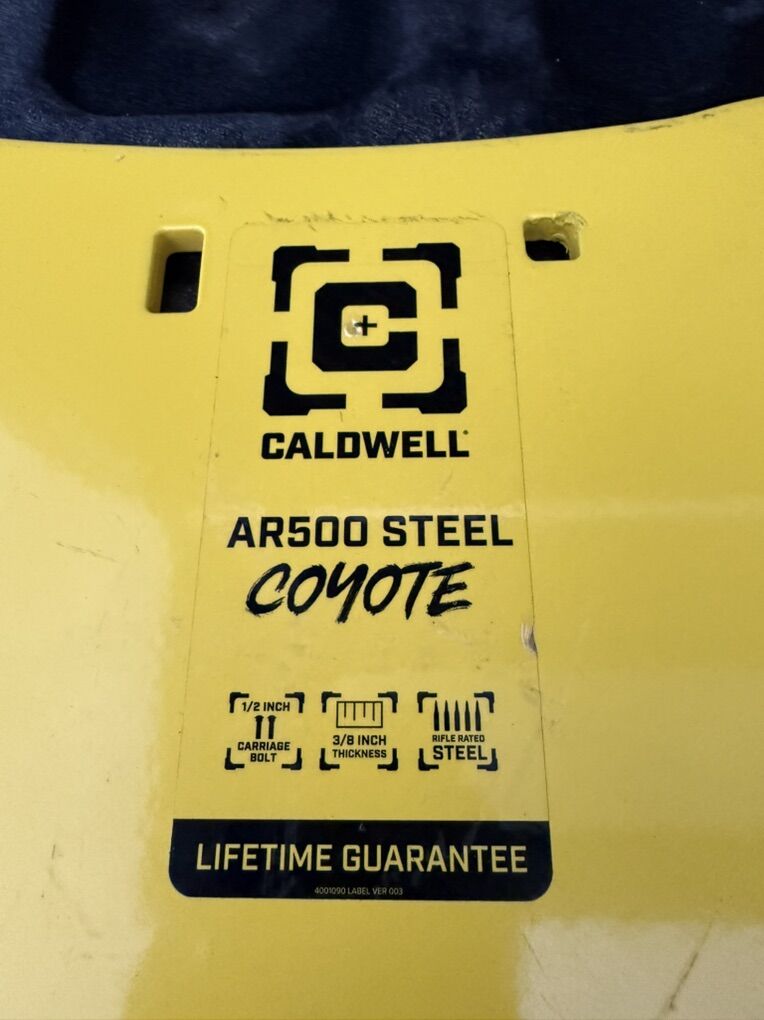 CALDWELL
AR500 STEEL
COYOTE
1/2 INCH
CARRIAGE
BOLT
3/8 INCH
THICKNESS
RIFLE RATED
STEEL
LIFETIME GUARANTEE
4001090 LABEL VER 003